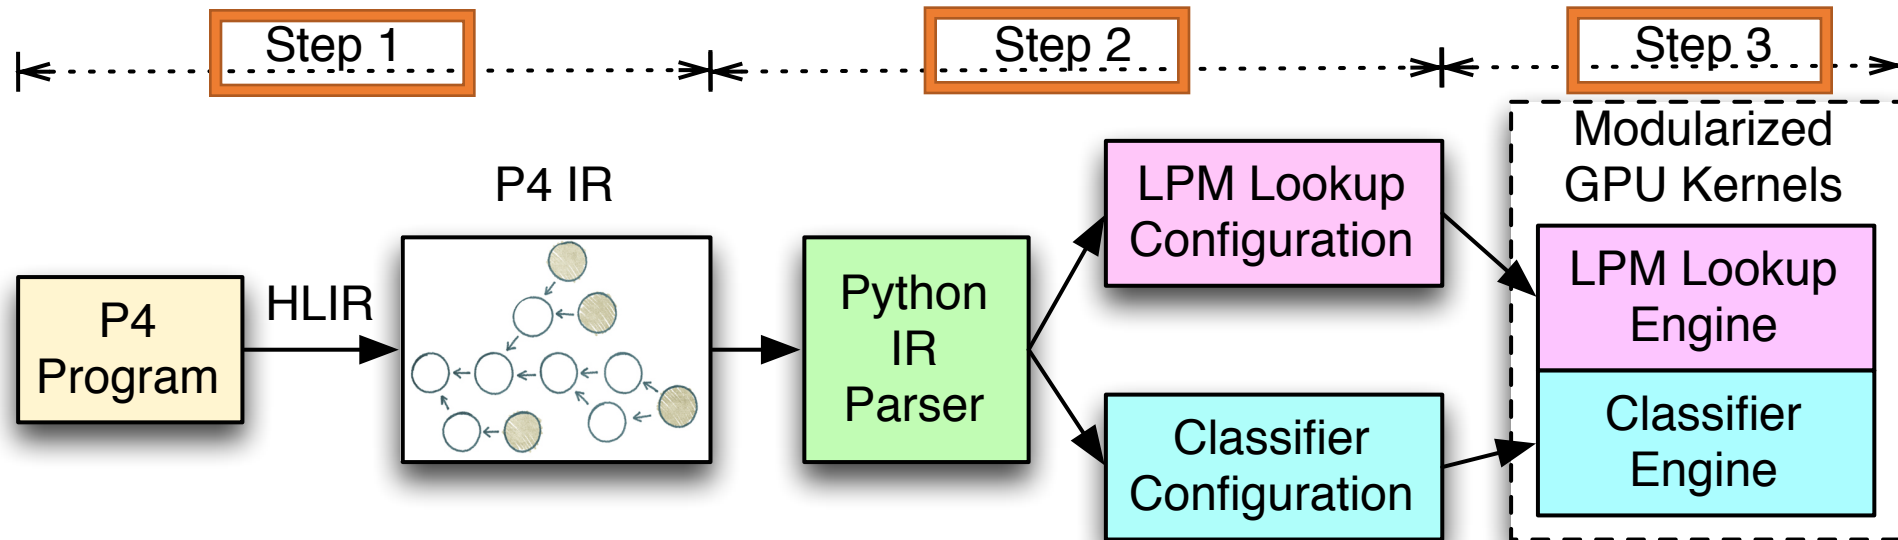 Step 1
Step 2
Step 3
P4
Program
HLIR
P4 IR
Python
IR
Parser
LPM Lookup
Configuration
Classifier
Configuration
Modularized
GPU Kernels
LPM Lookup
Engine
Classifier
Engine